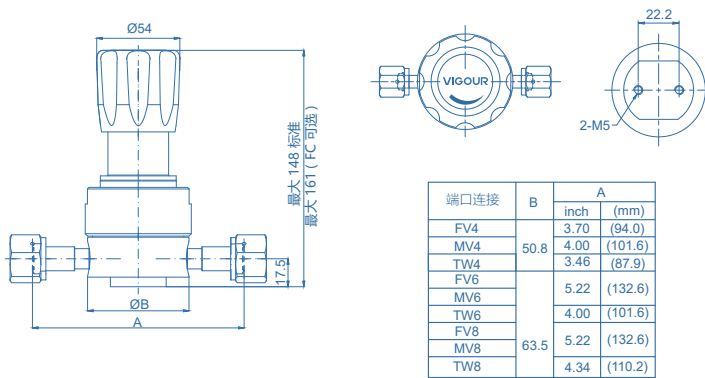 Ø54
最大 148 标准
最大 161 ( FC 可选 )
17.5
ØB
A
VIGOUR
22.2
2-M5
端口连接 B A
inch (mm)
FV4 3.70 (94.0)
MV4 50.8 4.00 (101.6)
TW4 3.46 (87.9)
FV6 5.22 (132.6)
MV6
TW6 4.00 (101.6)
FV8 63.5 5.22 (132.6)
MV8
TW8 4.34 (110.2)